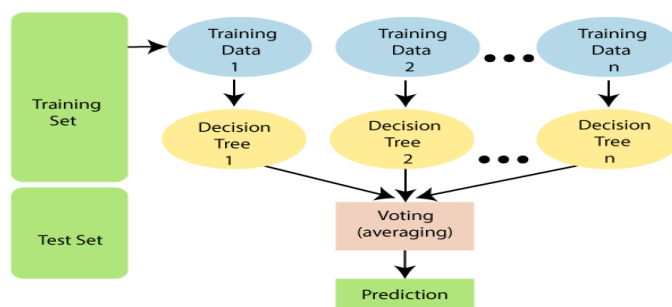 Training
Set
Test Set
Training
Data
1
Training
Data
2
Training
Data
n
Decision
Tree
1
Decision
Tree
2
Decision
Tree
n
Voting
(averaging)
Prediction